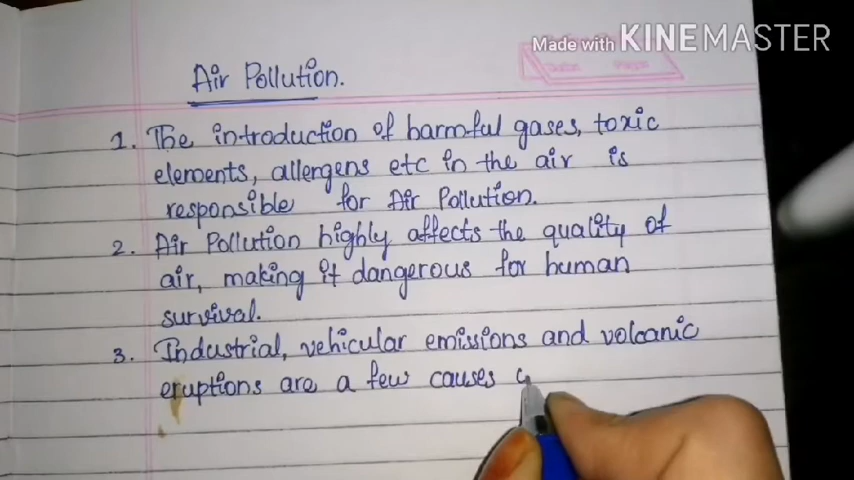 Made with KINEMASTER
Air Pollution.
1. The introduction of harmful gases, toxic
elements, allergens etc in the air is
responsible for Air Pollution.
2. Air Pollution highly affects the quality of
air, making it dangerous for human
survival.
3. Industrial, vehicular emissions and volcanic
eruptions are a few causes